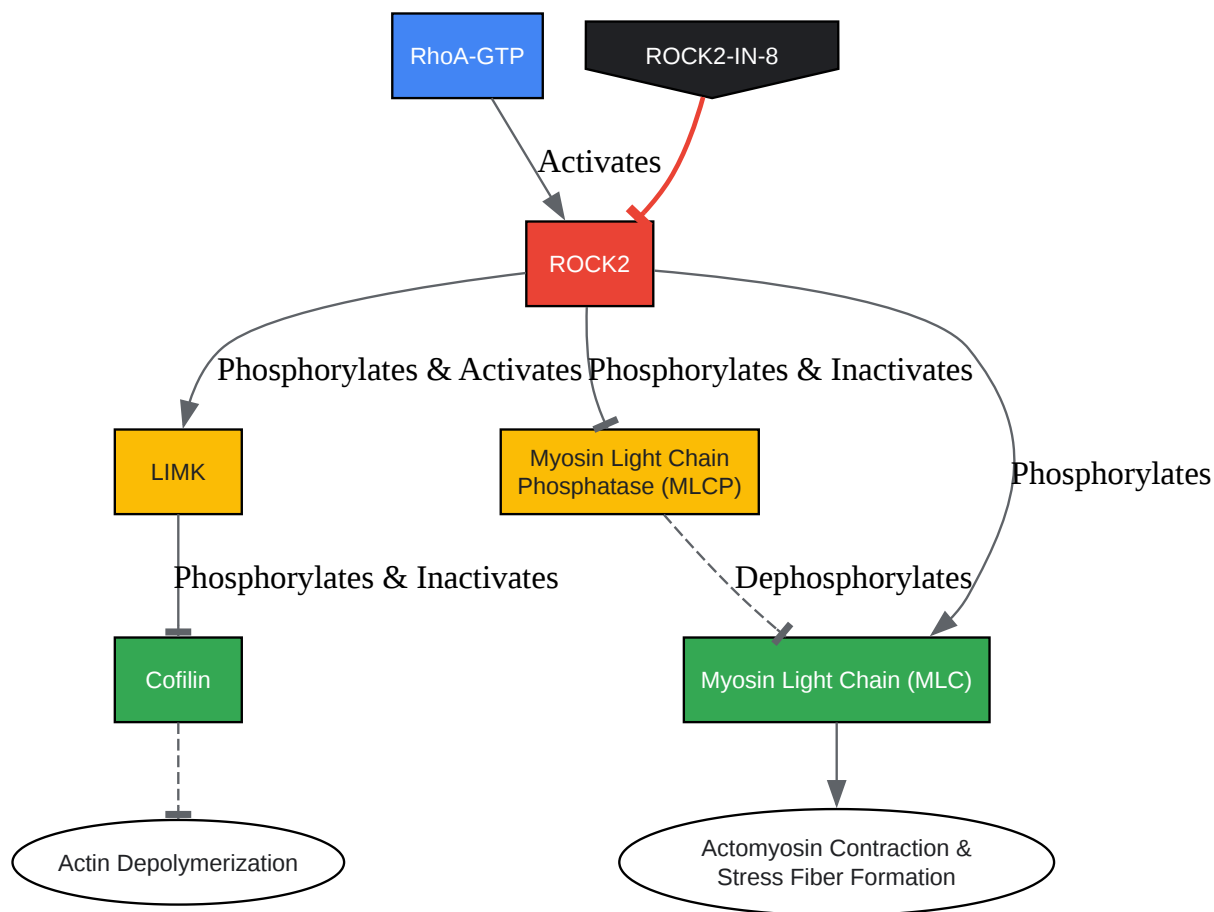 RhoA-GTP
ROCK2-IN-8
Activates
ROCK2
Phosphorylates & Activates
Phosphorylates & Inactivates
LIMK
Myosin Light Chain
Phosphatase (MLCP)
Phosphorylates
Phosphorylates & Inactivates
Dephosphorylates
Cofilin
Myosin Light Chain (MLC)
Actin Depolymerization
Actomyosin Contraction &
Stress Fiber Formation